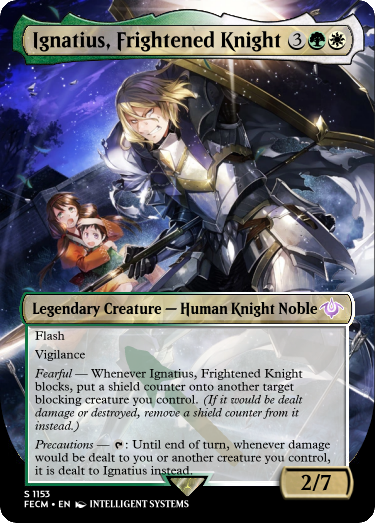 Ignatius, Frightened Knight 3
Legendary Creature — Human Knight Noble
Flash
Vigilance
Fearful — Whenever Ignatius, Frightened Knight
blocks, put a shield counter onto another target
blocking creature you control. (If it would be dealt
damage or destroyed, remove a shield counter from it
instead.)
Precautions — : Until end of turn, whenever damage
would be dealt to you or another creature you control,
it is dealt to Ignatius instead.
2/7
S 1153
FECM • EN INTELLIGENT SYSTEMS